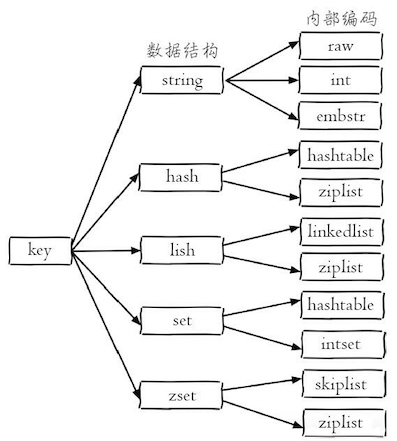 数据结构
内部编码
key
string
raw
int
embstr
hash
hashtable
ziplist
lish
linkedlist
ziplist
set
hashtable
intset
zset
skiplist
ziplist